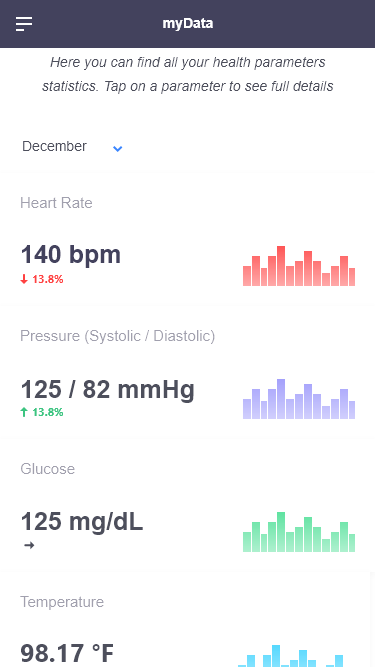 myData
Here you can find all your health parameters
statistics. Tap on a parameter to see full details
December
Heart Rate
140 bpm
13.8%
Pressure (Systolic / Diastolic)
125 / 82 mmHg
13.8%
Glucose
125 mg/dL
Temperature
98.17 °F